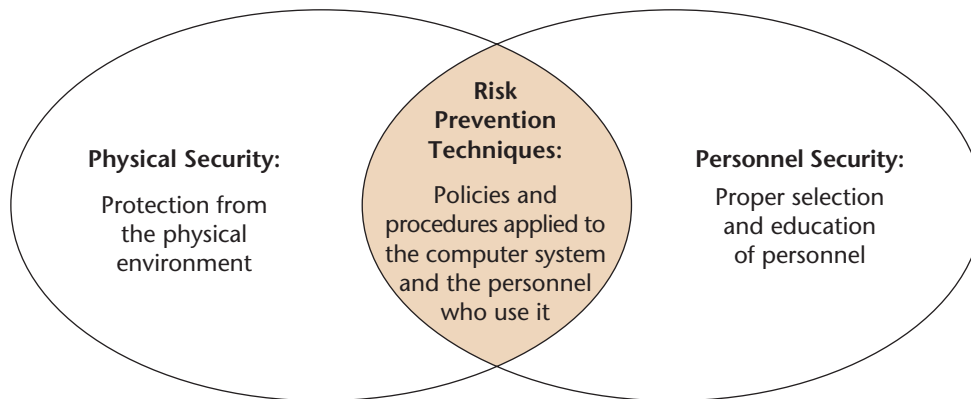 Physical Security:
Protection from
the physical
environment
Risk
Prevention
Techniques:
Policies and
procedures applied to
the computer system
and the personnel
who use it
Personnel Security:
Proper selection
and education
of personnel